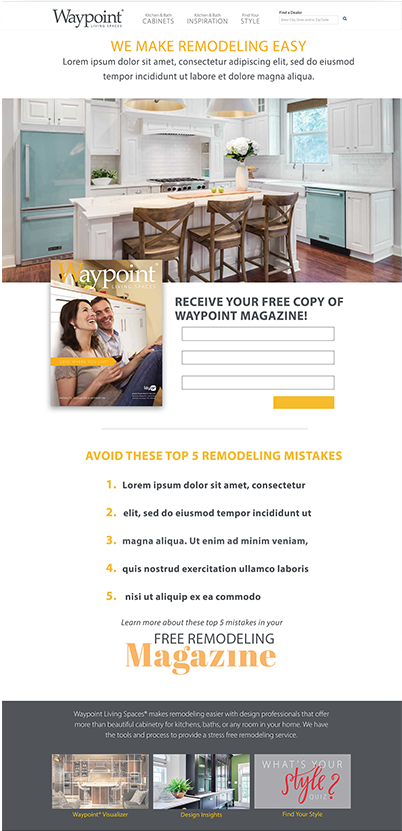 Waypoint®
LIVING SPACES
Kitchen & Bath
CABINETS
Kitchen & Bath
INSPIRATION
Find Your
STYLE
Find a Dealer
Enter City, State and/or Zip Code
WE MAKE REMODELING EASY
Lorem ipsum dolor sit amet, consectetur adipiscing elit, sed do eiusmod
tempor incididunt ut labore et dolore magna aliqua.
Waypoint
LIVING SPACES
RECEIVE YOUR FREE COPY OF
WAYPOINT MAGAZINE!
AVOID THESE TOP 5 REMODELING MISTAKES
1. Lorem ipsum dolor sit amet, consectetur
2. elit, sed do eiusmod tempor incididunt ut
3. magna aliqua. Ut enim ad minim veniam,
4. quis nostrud exercitation ullamco laboris
5. nisi ut aliquip ex ea commodo
Learn more about these top 5 mistakes in your
FREE REMODELING
Magazine
Waypoint Living Spaces® makes remodeling easier with design professionals that offer
more than beautiful cabinetry for kitchens, baths, or any room in your home. We have
the tools and process to provide a stress free remodeling service.
WHAT'S YOUR
style?
QUIZ
Waypoint® Visualizer
Design Insights
Find Your Style